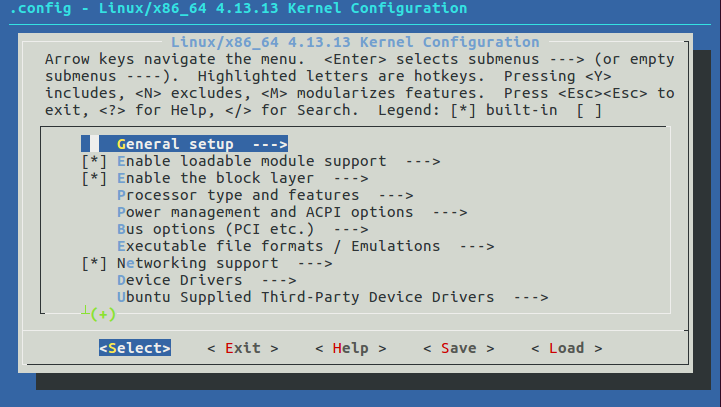 .config - Linux/x86_64 4.13.13 Kernel Configuration
Linux/x86_64 4.13.13 Kernel Configuration
Arrow keys navigate the menu.  <Enter> selects submenus ---> (or empty
submenus ----).  Highlighted letters are hotkeys.  Pressing <Y>
includes, <N> excludes, <M> modularizes features.  Press <Esc><Esc> to
exit, <?> for Help, </> for Search.  Legend: [*] built-in  [ ]
General setup  --->
[*] Enable loadable module support  --->
[*] Enable the block layer  --->
Processor type and features  --->
Power management and ACPI options  --->
Bus options (PCI etc.)  --->
Executable file formats / Emulations  --->
[*] Networking support  --->
Device Drivers  --->
Ubuntu Supplied Third-Party Device Drivers  --->
(+)
<Select>    < Exit >    < Help >    < Save >    < Load >